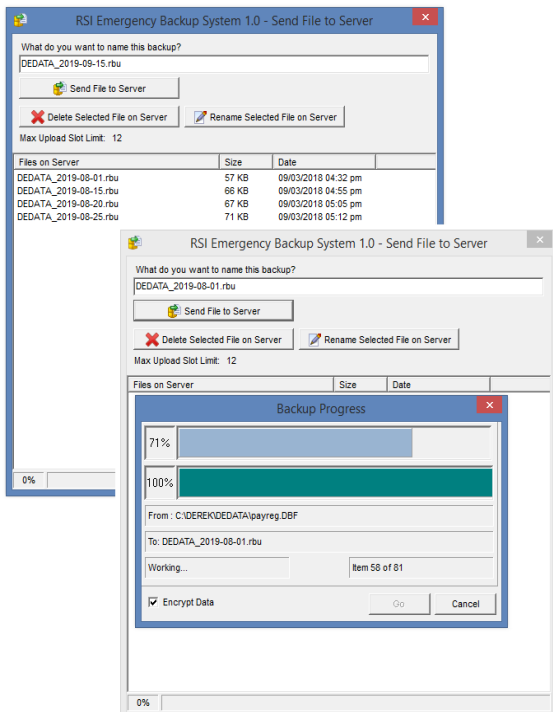 RSI Emergency Backup System 1.0 - Send File to Server
What do you want to name this backup?
DEDATA_2019-09-15.rbu
Send File to Server
Delete Selected File on Server Rename Selected File on Server
Max Upload Slot Limit: 12
Files on Server Size Date
DEDATA_2019-08-01.rbu 57 KB 09/03/2018 04:32 pm
DEDATA_2019-08-15.rbu 66 KB 09/03/2018 04:55 pm
DEDATA_2019-08-20.rbu 67 KB 09/03/2018 05:05 pm
DEDATA_2019-08-25.rbu 71 KB 09/03/2018 05:12 pm
0%
RSI Emergency Backup System 1.0 - Send File to Server
What do you want to name this backup?
DEDATA_2019-08-01.rbu
Send File to Server
Delete Selected File on Server Rename Selected File on Server
Max Upload Slot Limit: 12
Files on Server Size Date
Backup Progress
71%
100%
From : C:\DEREK\DEDATA\payreg.DBF
To: DEDATA_2019-08-01.rbu
Working... Item 58 of 81
Encrypt Data Go Cancel
0%